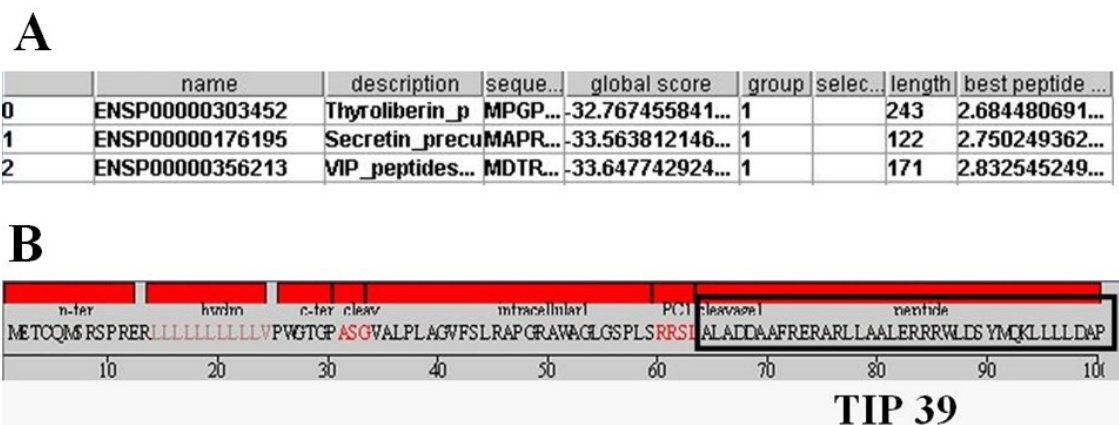 A
name description seque... global score group selec... length best peptide ...
0 ENSP00000303452 Thyroliberin_p MPGP... -32.767455841... 1 243 2.684480691...
1 ENSP00000176195 Secretin_precu MAPR... -33.563812146... 1 122 2.750249362...
2 ENSP00000356213 VIP_peptides... MDTR... -33.647742924... 1 171 2.832545249...
B
n-ter hydro c-ter cleav intracellular1 PC1 cleavage1 peptide
METCQMSRSPRERLLLLLLLLLLVPWGTGPASGVALPLAGVFSLRAPGRAWAGLGSPLSRRSLALADDAAFRERARLLAALERRRWLDSYMQKLLLLDAP
10 20 30 40 50 60 70 80 90 10
TIP 39